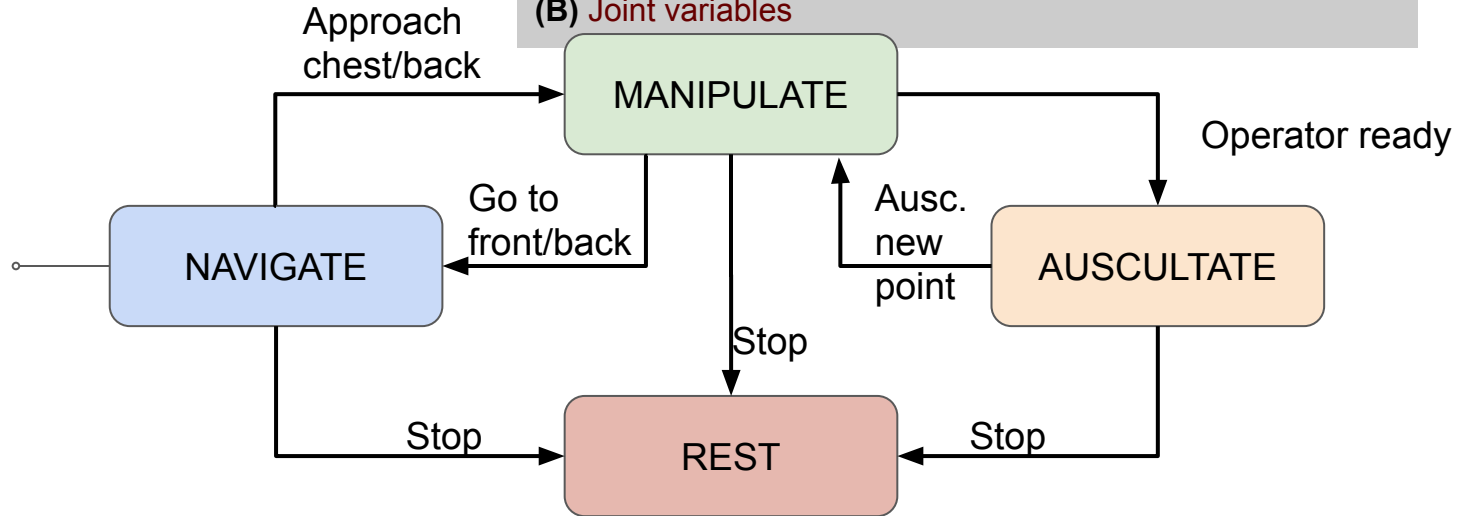 (B) Joint variables
Approach
chest/back
MANIPULATE
Operator ready
Go to
front/back
Ausc.
new
point
NAVIGATE
AUSCULTATE
Stop
Stop
Stop
REST